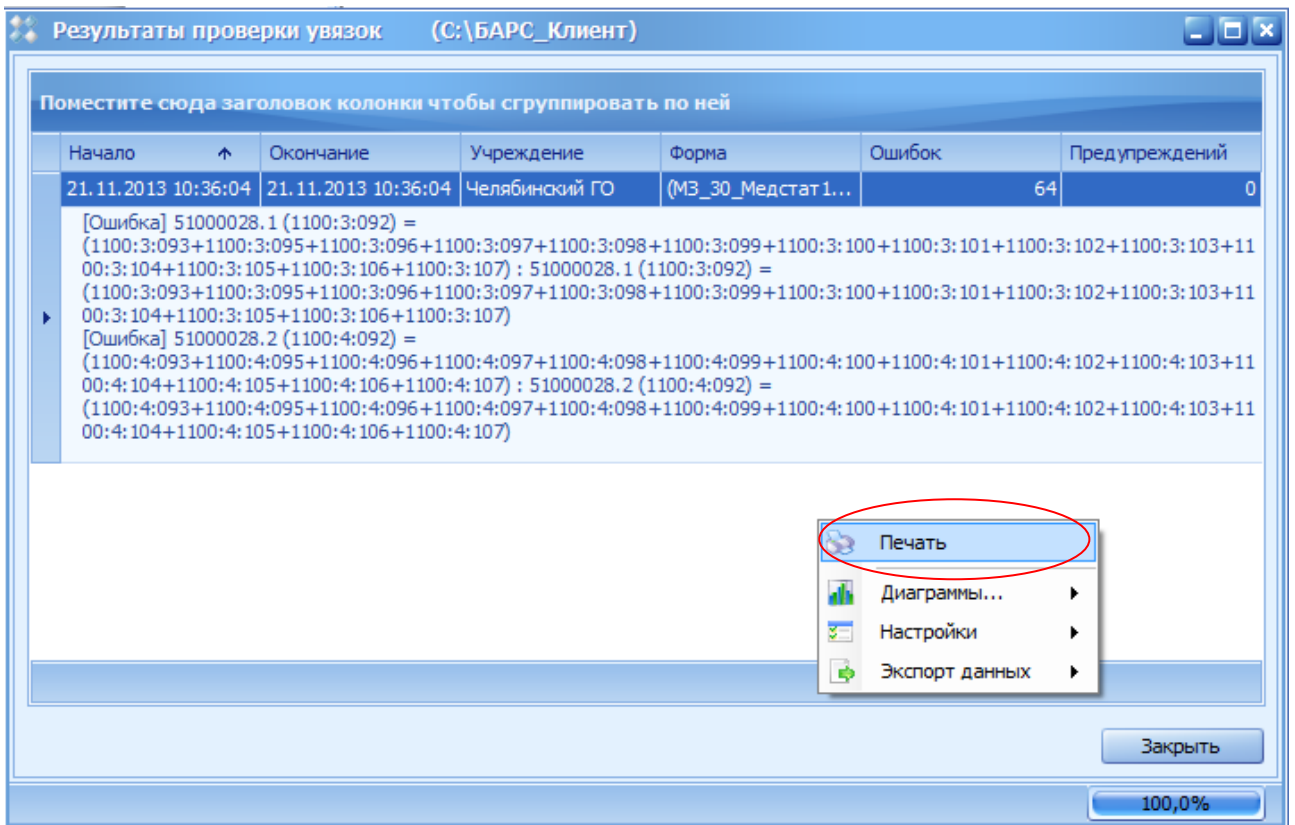 Результаты проверки увязок (C:\БАРС_Клиент)
Поместите сюда заголовок колонки чтобы сгруппировать по ней
Начало Окончание Учреждение Форма Ошибок Предупреждений
21.11.2013 10:36:04 21.11.2013 10:36:04 Челябинский ГО (МЗ_30_Медстат1... 64 0
[Ошибка] 51000028.1 (1100:3:092) =
(1100:3:093+1100:3:095+1100:3:096+1100:3:097+1100:3:098+1100:3:099+1100:3:100+1100:3:101+1100:3:102+1100:3:103+11
00:3:104+1100:3:105+1100:3:106+1100:3:107) : 51000028.1 (1100:3:092) =
(1100:3:093+1100:3:095+1100:3:096+1100:3:097+1100:3:098+1100:3:099+1100:3:100+1100:3:101+1100:3:102+1100:3:103+11
00:3:104+1100:3:105+1100:3:106+1100:3:107)
[Ошибка] 51000028.2 (1100:4:092) =
(1100:4:093+1100:4:095+1100:4:096+1100:4:097+1100:4:098+1100:4:099+1100:4:100+1100:4:101+1100:4:102+1100:4:103+11
00:4:104+1100:4:105+1100:4:106+1100:4:107) : 51000028.2 (1100:4:092) =
(1100:4:093+1100:4:095+1100:4:096+1100:4:097+1100:4:098+1100:4:099+1100:4:100+1100:4:101+1100:4:102+1100:4:103+11
00:4:104+1100:4:105+1100:4:106+1100:4:107)
Печать
Диаграммы...
Настройки
Экспорт данных
Закрыть
100,0%